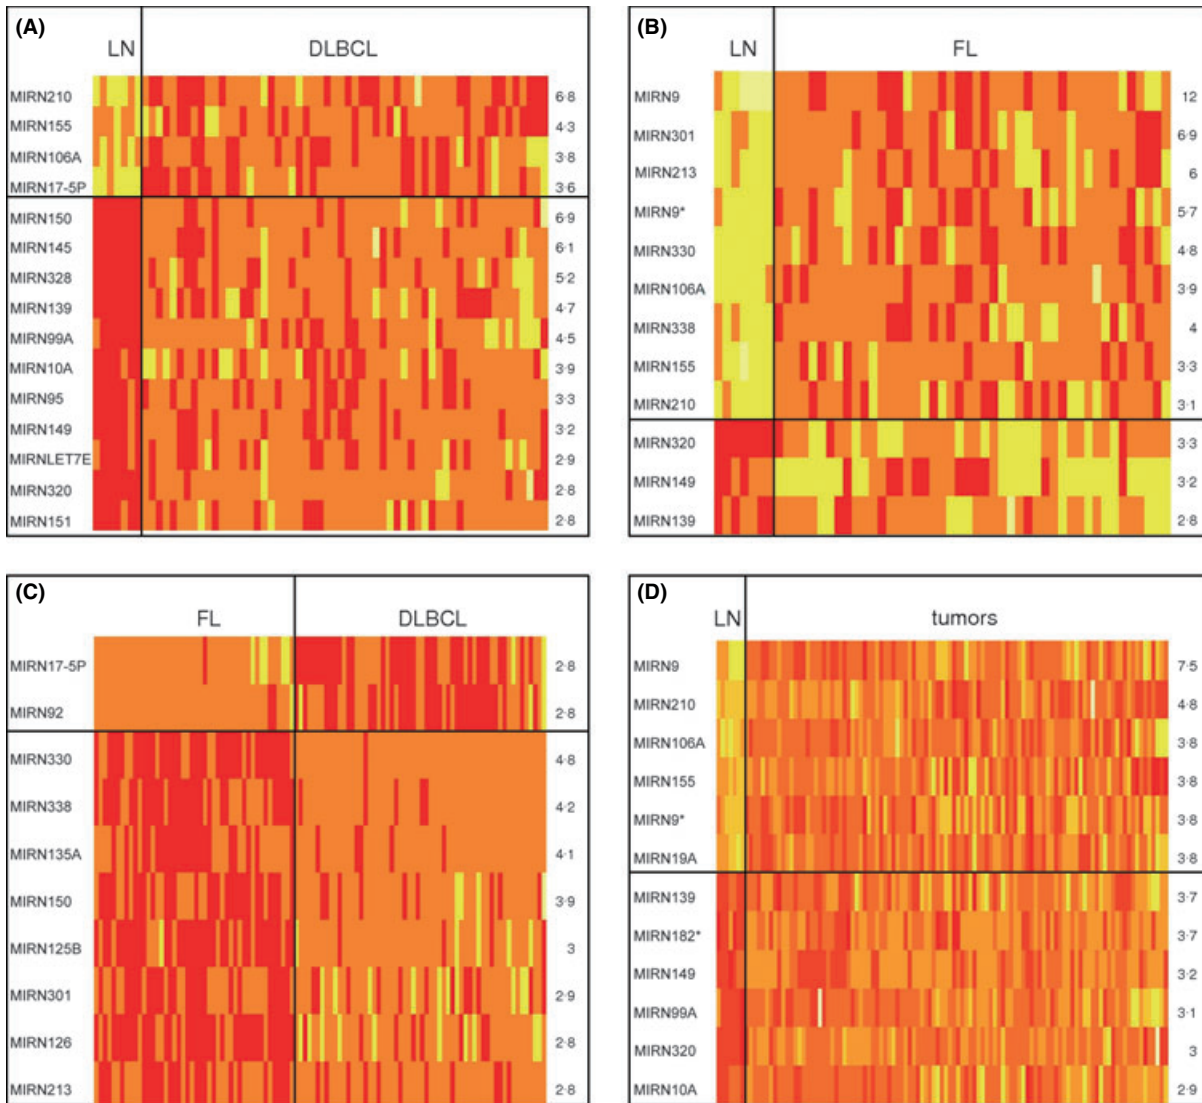 (A)
LN DLBCL
MIRN210 6·8
MIRN155 4·3
MIRN106A 3·8
MIRN17-5P 3·6
MIRN150 6·9
MIRN145 6·1
MIRN328 5·2
MIRN139 4·7
MIRN99A 4·5
MIRN10A 3·9
MIRN95 3·3
MIRN149 3·2
MIRNLET7E 2·9
MIRN320 2·8
MIRN151 2·8
(B)
LN FL
MIRN9 12
MIRN301 6·9
MIRN213 6
MIRN9* 5·7
MIRN330 4·8
MIRN106A 3·9
MIRN338 4
MIRN155 3·3
MIRN210 3·1
MIRN320 3·3
MIRN149 3·2
MIRN139 2·8
(C)
FL DLBCL
MIRN17-5P 2·8
MIRN92 2·8
MIRN330 4·8
MIRN338 4·2
MIRN135A 4·1
MIRN150 3·9
MIRN125B 3
MIRN301 2·9
MIRN126 2·8
MIRN213 2·8
(D)
LN tumors
MIRN9 7·5
MIRN210 4·8
MIRN106A 3·8
MIRN155 3·8
MIRN9* 3·8
MIRN19A 3·8
MIRN139 3·7
MIRN182* 3·7
MIRN149 3·2
MIRN99A 3·1
MIRN320 3
MIRN10A 2·9